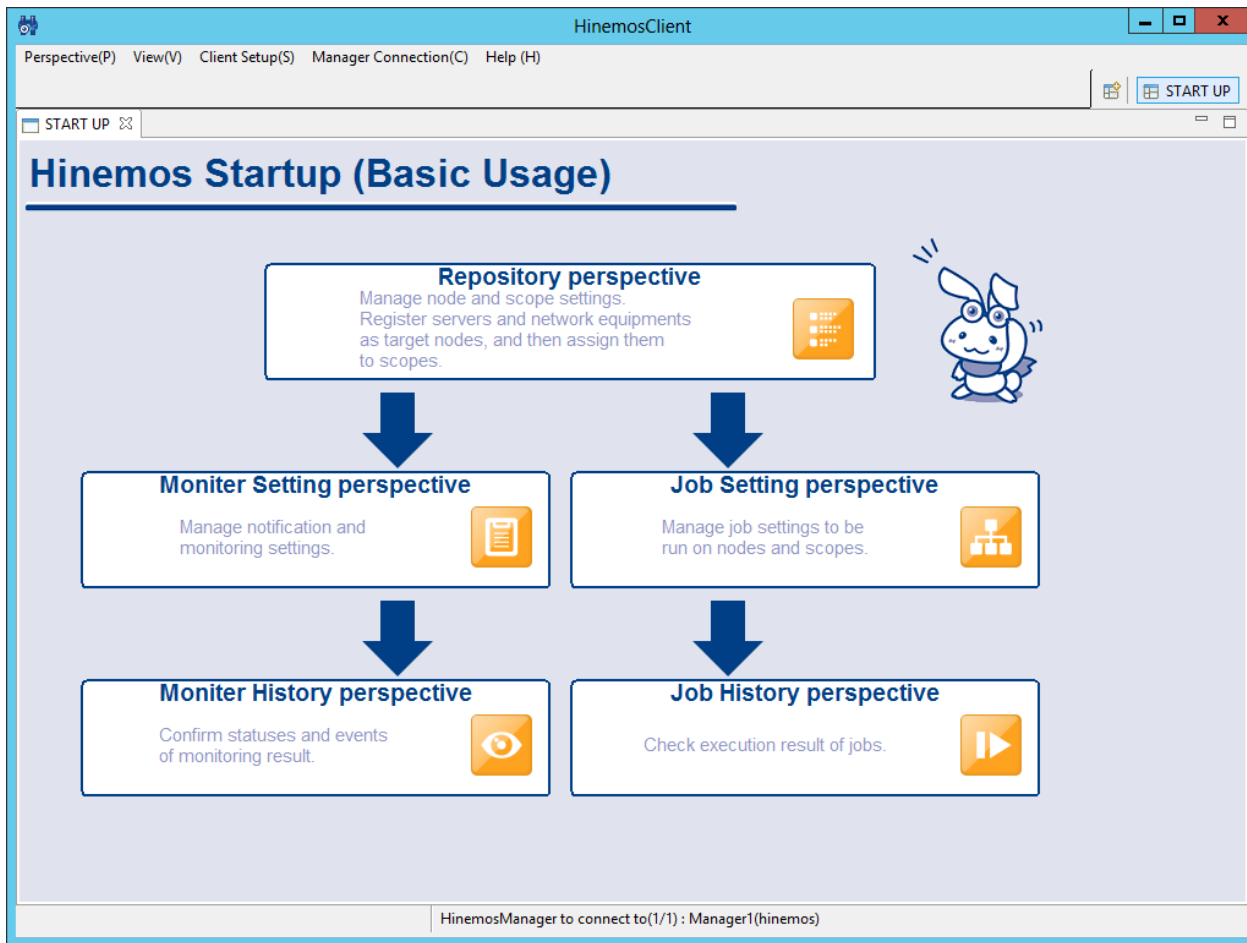 HinemosClient
Perspective(P) View(V) Client Setup(S) Manager Connection(C) Help (H)
START UP
START UP
Hinemos Startup (Basic Usage)
Repository perspective
Manage node and scope settings.
Register servers and network equipments
as target nodes, and then assign them
to scopes.
Moniter Setting perspective
Manage notification and
monitoring settings.
Job Setting perspective
Manage job settings to be
run on nodes and scopes.
Moniter History perspective
Confirm statuses and events
of monitoring result.
Job History perspective
Check execution result of jobs.
HinemosManager to connect to(1/1) : Manager1(hinemos)